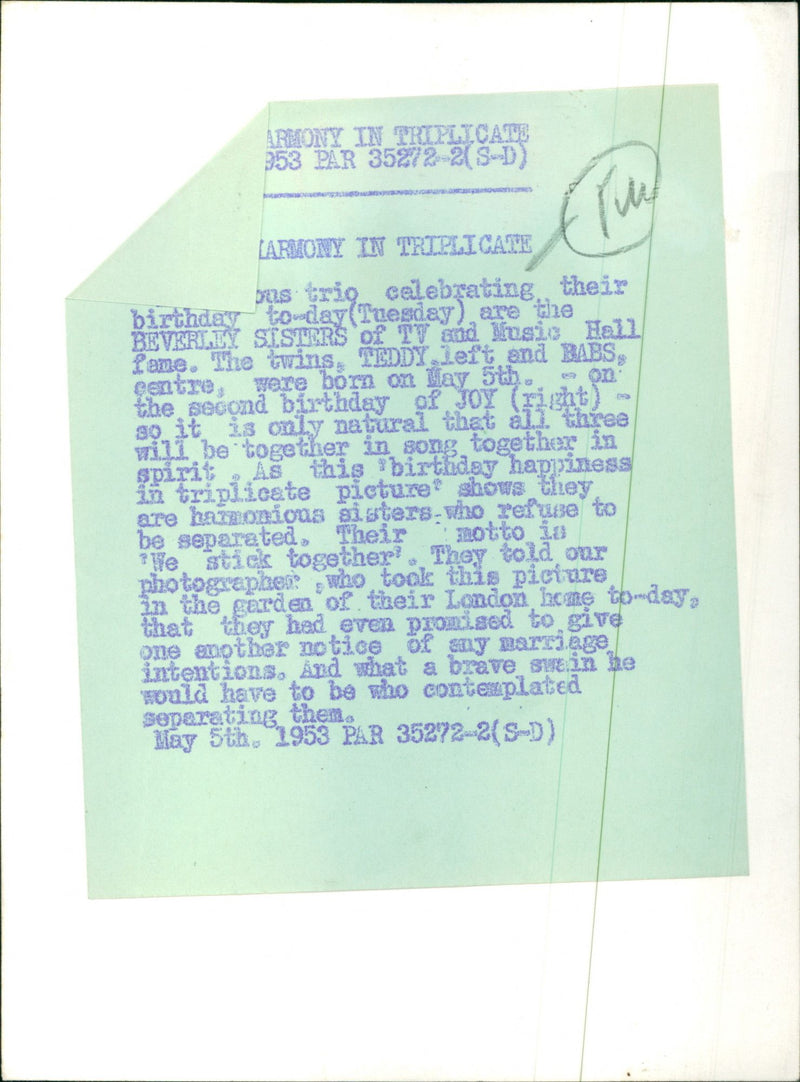 ARMONY IN TRIPLICATE
953 PAR 35272-2(S-D)
HARMONY IN TRIPLICATE
ous trio celebrating their
birthday to-day(Tuesday) are the
BEVERLEY SISTERS of TV and Music Hall
fame. The twins, TEDDY.left and BABS,
centre, were born on May 5th. - on
the second birthday of JOY (right) -
so it is only natural that all three
will be together in song together in
spirit . As this 'birthday happiness
in triplicate picture' shows they
are harmonious sisters who refuse to
be separated. Their motto is
'We stick together'. They told our
photographer ,who took this picture
in the garden of their London home to-day,
that they had even promised to give
one another notice of any marriage
intentions. And what a brave swain he
would have to be who contemplated
separating them.
May 5th. 1953 PAR 35272-2(S-D)